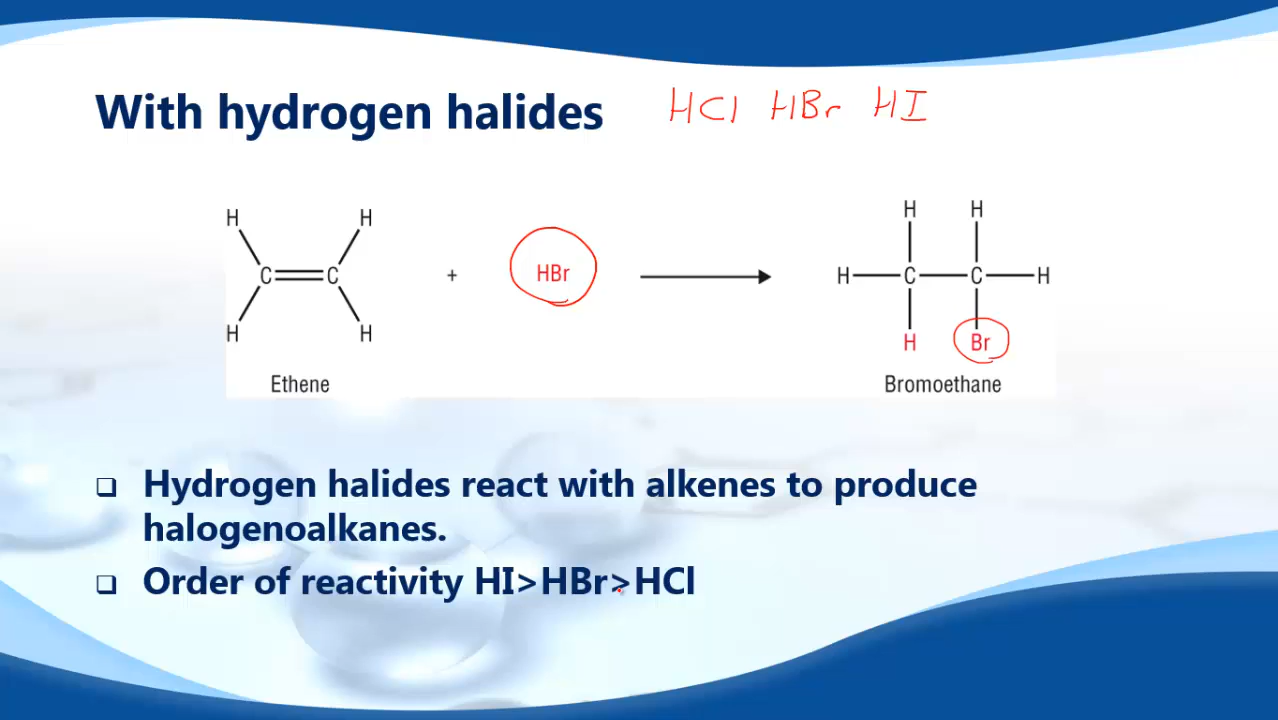 With hydrogen halides HCl HBr HI
H H H H
H H C C + HBr H C C H
H H H Br
Ethene Bromoethane
Hydrogen halides react with alkenes to produce
halogenoalkanes.
Order of reactivity HI>HBr>HCl